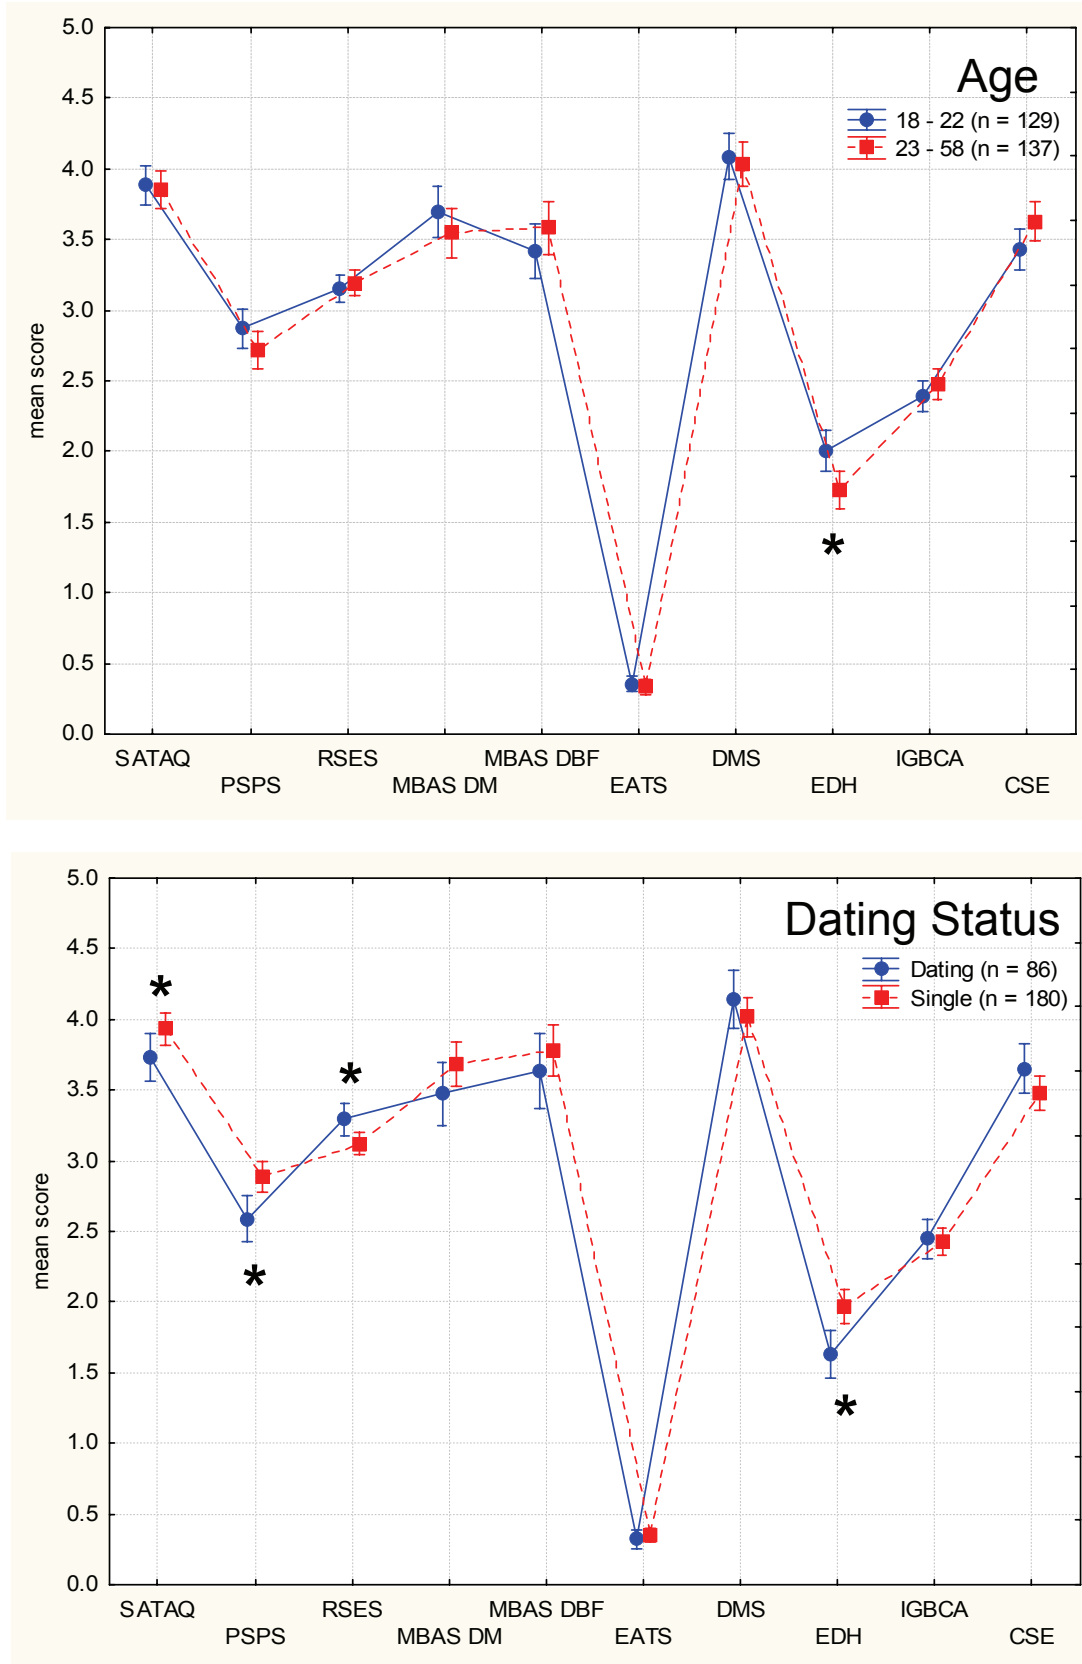 5.0
Age
4.5
18 - 22 (n = 129)
23 - 58 (n = 137)
4.0
3.5
3.0
mean score
2.5
2.0
1.5
*
1.0
0.5
0.0
SATAQ RSES MBAS DBF DMS IGBCA
PSPS MBAS DM EATS EDH CSE
5.0
Dating Status
4.5
Dating (n = 86)
Single (n = 180)
*
4.0
*
3.5
3.0
mean score
2.5
*
2.0
1.5
*
1.0
0.5
0.0
SATAQ RSES MBAS DBF DMS IGBCA
PSPS MBAS DM EATS EDH CSE